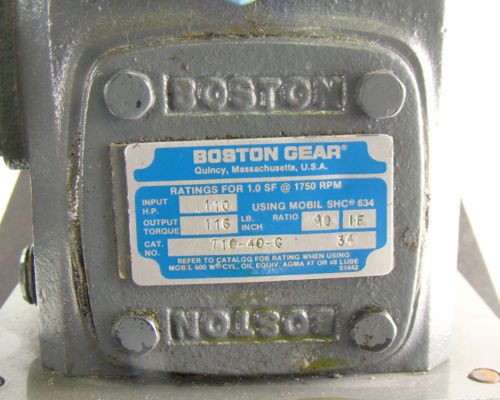 BOSTON
BOSTON GEAR®
Quincy, Massachusetts, U.S.A.
RATINGS FOR 1.0 SF @ 1750 RPM
INPUT H.P. .110 USING MOBIL SHC® 634
OUTPUT TORQUE 116 LB. INCH RATIO 40
CAT. NO. 710-40-G 34
REFER TO CATALOG FOR RATING WHEN USING
MOBIL 600 W® CYL. OIL EQUIV. AGMA #7 OR #8 LUBE
51442
BOSTON